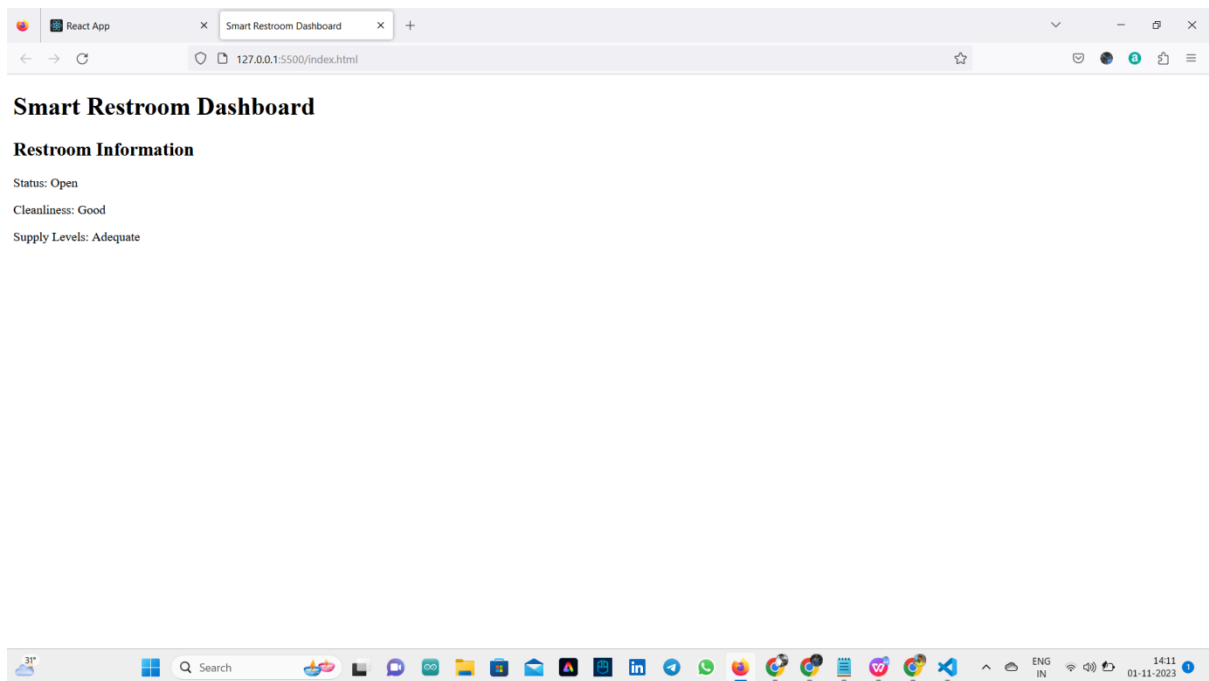 React App
Smart Restroom Dashboard
127.0.0.1:5500/index.html
Smart Restroom Dashboard
Restroom Information
Status: Open
Cleanliness: Good
Supply Levels: Adequate
31°
Search
ENG
IN
14:11
01-11-2023
1